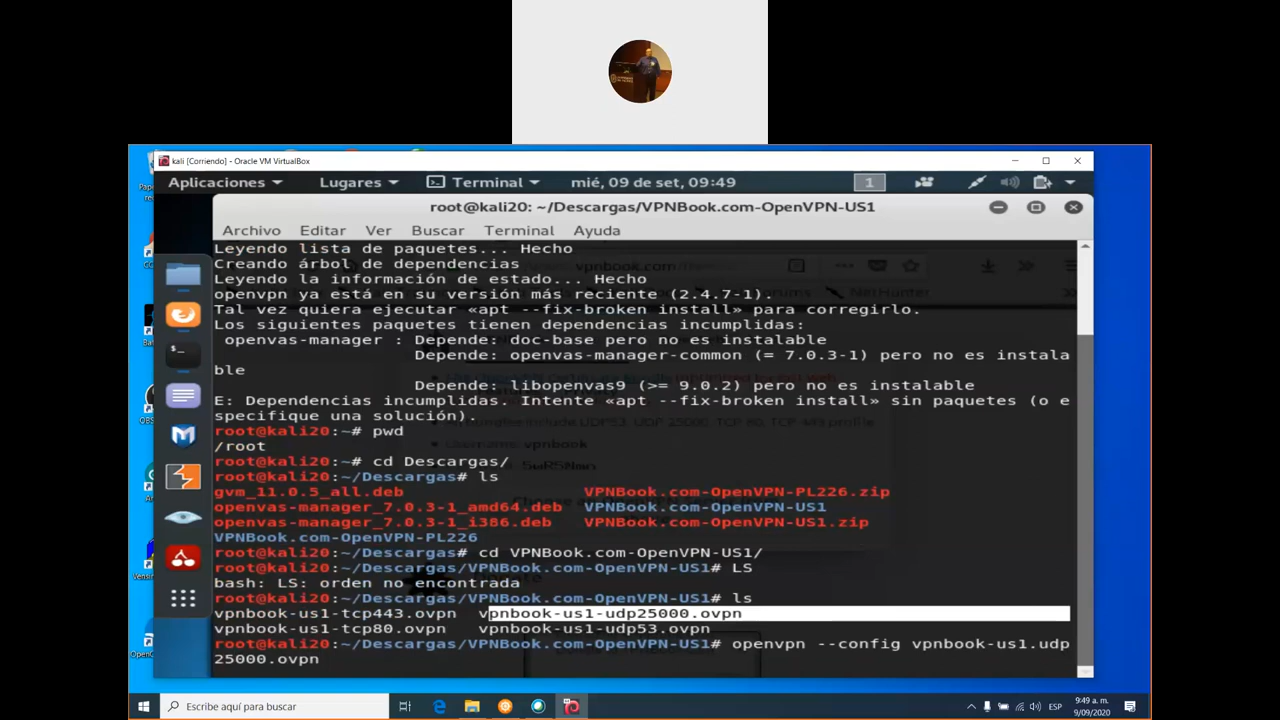 kali [Corriendo] - Oracle VM VirtualBox
Aplicaciones Lugares Terminal mié, 09 de set, 09:49 1
root@kali20: ~/Descargas/VPNBook.com-OpenVPN-US1
Archivo Editar Ver Buscar Terminal Ayuda
Leyendo lista de paquetes... Hecho
Creando árbol de dependencias
Leyendo la información de estado... Hecho
openvpn ya está en su versión más reciente (2.4.7-1).
Tal vez quiera ejecutar «apt --fix-broken install» para corregirlo.
Los siguientes paquetes tienen dependencias incumplidas:
openvas-manager : Depende: doc-base pero no es instalable
Depende: openvas-manager-common (= 7.0.3-1) pero no es instala
ble
Depende: libopenvas9 (>= 9.0.2) pero no es instalable
E: Dependencias incumplidas. Intente «apt --fix-broken install» sin paquetes (o e
specifique una solución).
root@kali20:~# pwd
/root
root@kali20:~# cd Descargas/
root@kali20:~/Descargas# ls
gvm_11.0.5_all.deb VPNBook.com-OpenVPN-PL226.zip
openvas-manager_7.0.3-1_amd64.deb VPNBook.com-OpenVPN-US1
openvas-manager_7.0.3-1_i386.deb VPNBook.com-OpenVPN-US1.zip
VPNBook.com-OpenVPN-PL226
root@kali20:~/Descargas# cd VPNBook.com-OpenVPN-US1/
root@kali20:~/Descargas/VPNBook.com-OpenVPN-US1# LS
bash: LS: orden no encontrada
root@kali20:~/Descargas/VPNBook.com-OpenVPN-US1# ls
vpnbook-us1-tcp443.ovpn vpnbook-us1-udp25000.ovpn
vpnbook-us1-tcp80.ovpn vpnbook-us1-udp53.ovpn
root@kali20:~/Descargas/VPNBook.com-OpenVPN-US1# openvpn --config vpnbook-us1.udp
25000.ovpn
Escribe aquí para buscar
ESP
9:49 a. m.
9/09/2020